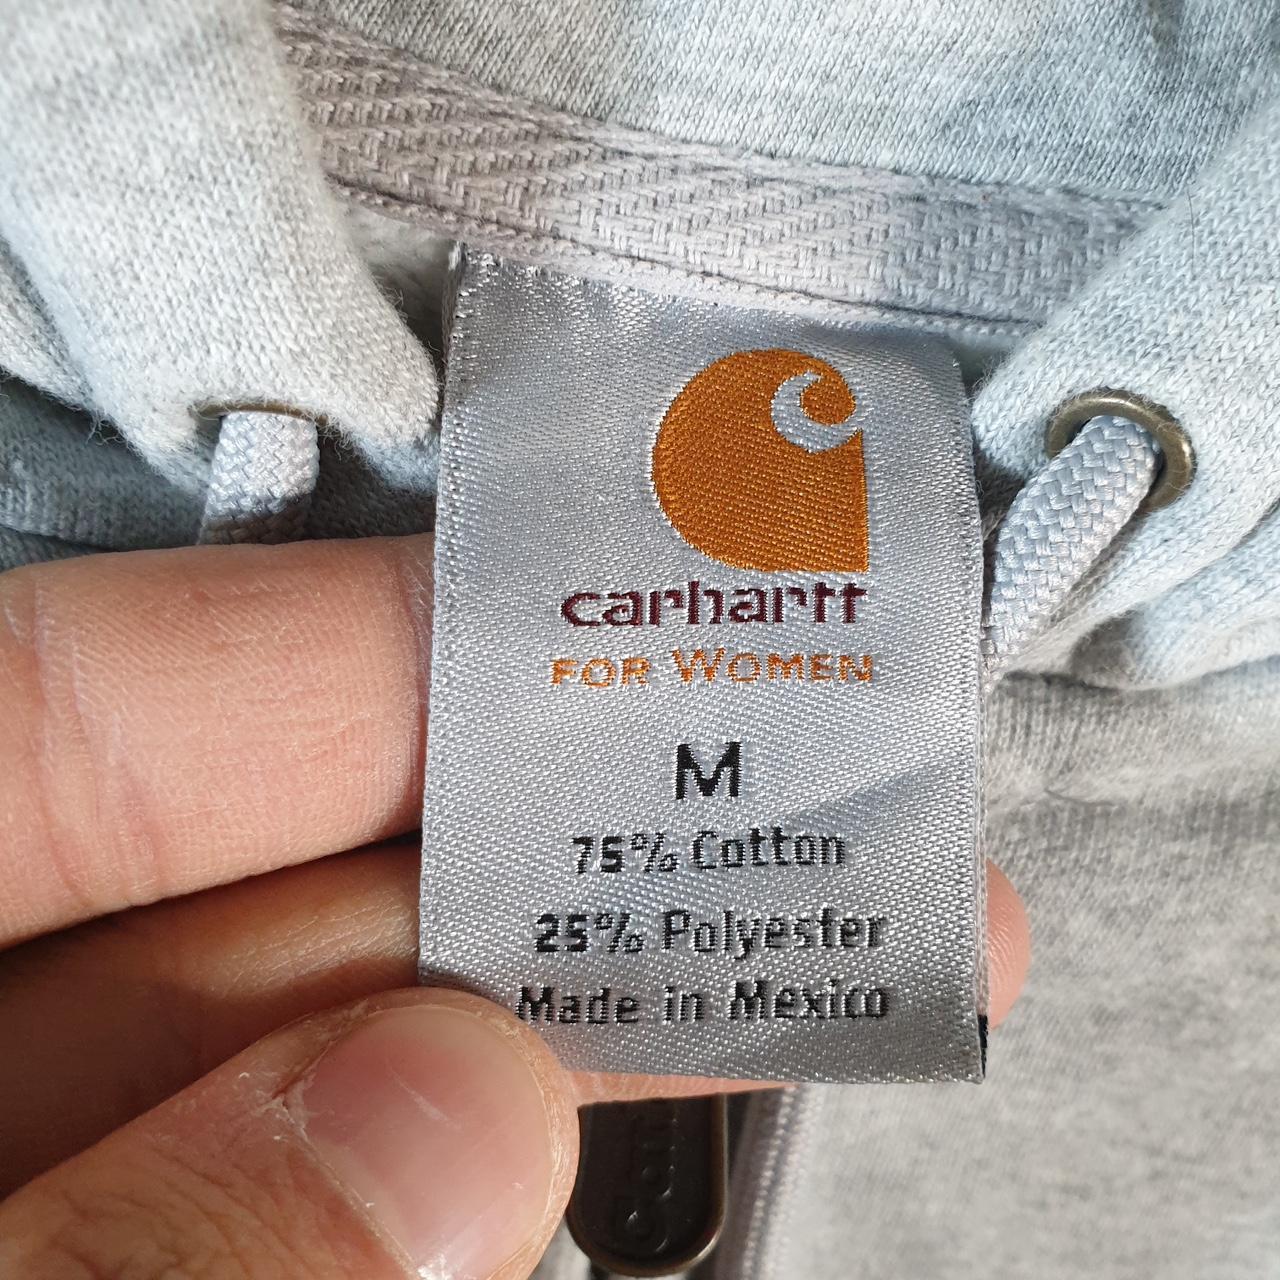 carhartt
FOR WOMEN
M
75% Cotton
25% Polyester
Made in Mexico